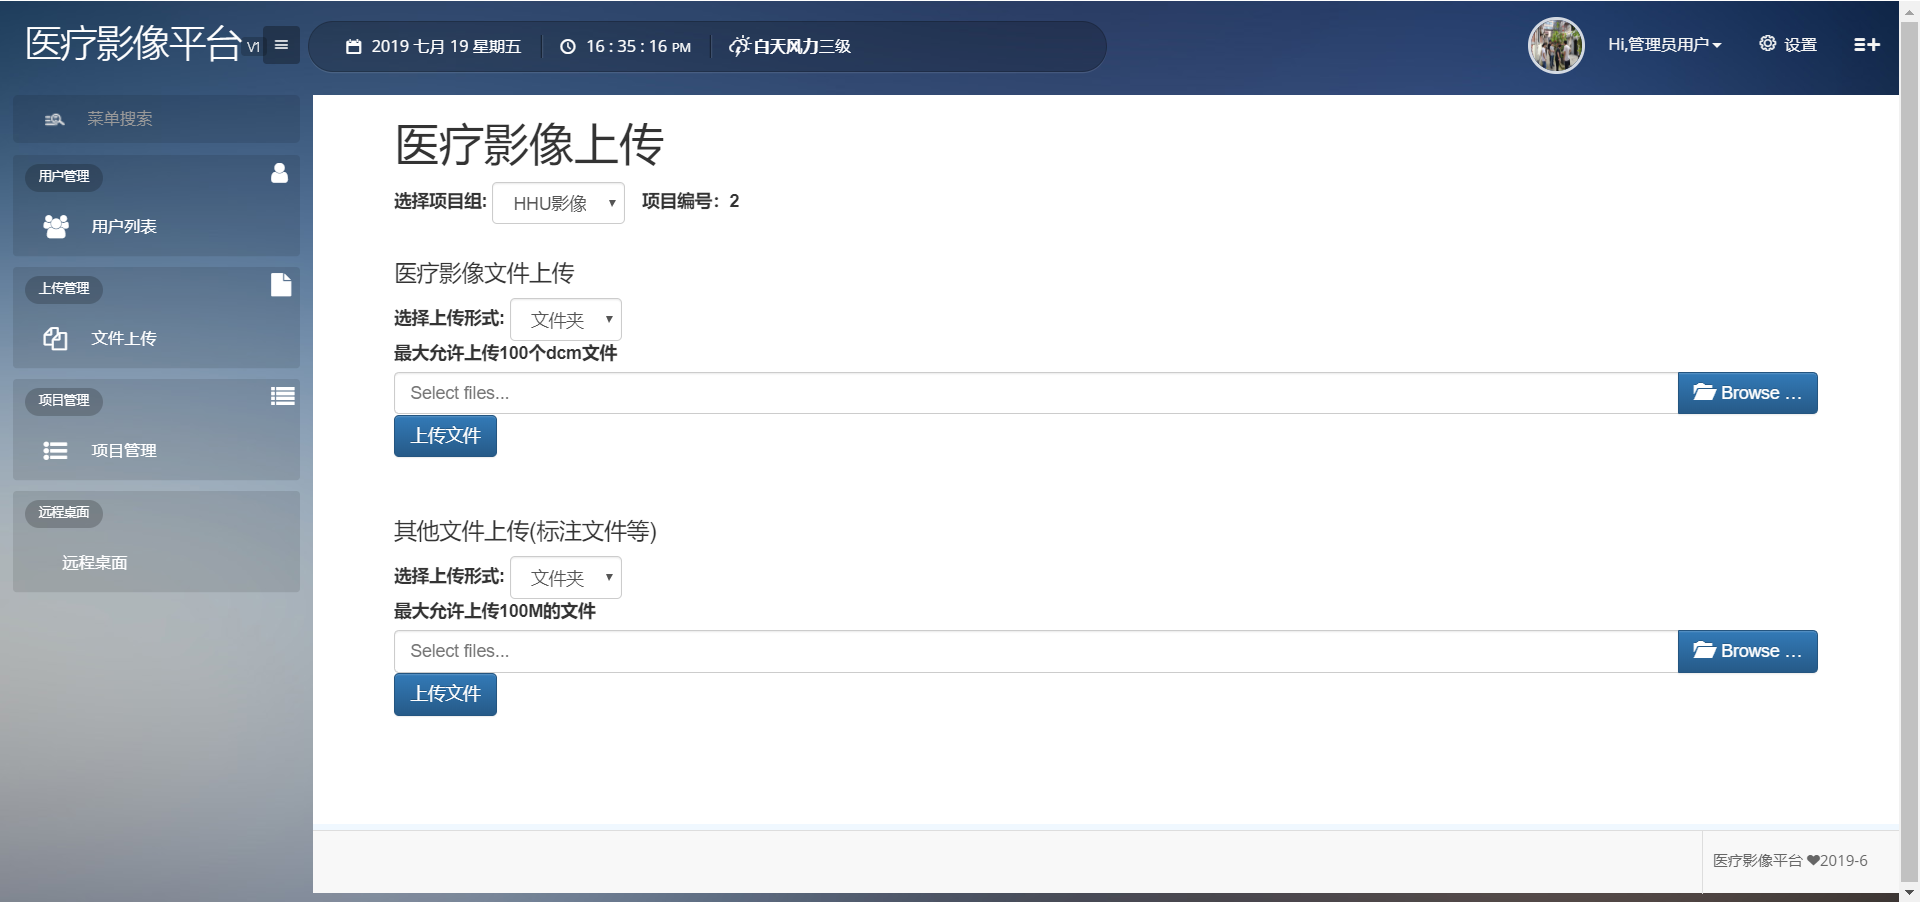 医疗影像平台 V1
2019 七月 19 星期五 16 : 35 : 16 PM 白天风力三级
Hi,管理员用户 设置
菜单搜索
用户管理
用户列表
上传管理
文件上传
项目管理
项目管理
远程桌面
远程桌面
医疗影像上传
选择项目组: HHU影像 项目编号：2
医疗影像文件上传
选择上传形式: 文件夹
最大允许上传100个dcm文件
Select files...
Browse ...
上传文件
其他文件上传(标注文件等)
选择上传形式: 文件夹
最大允许上传100M的文件
Select files...
Browse ...
上传文件
医疗影像平台 ❤2019-6